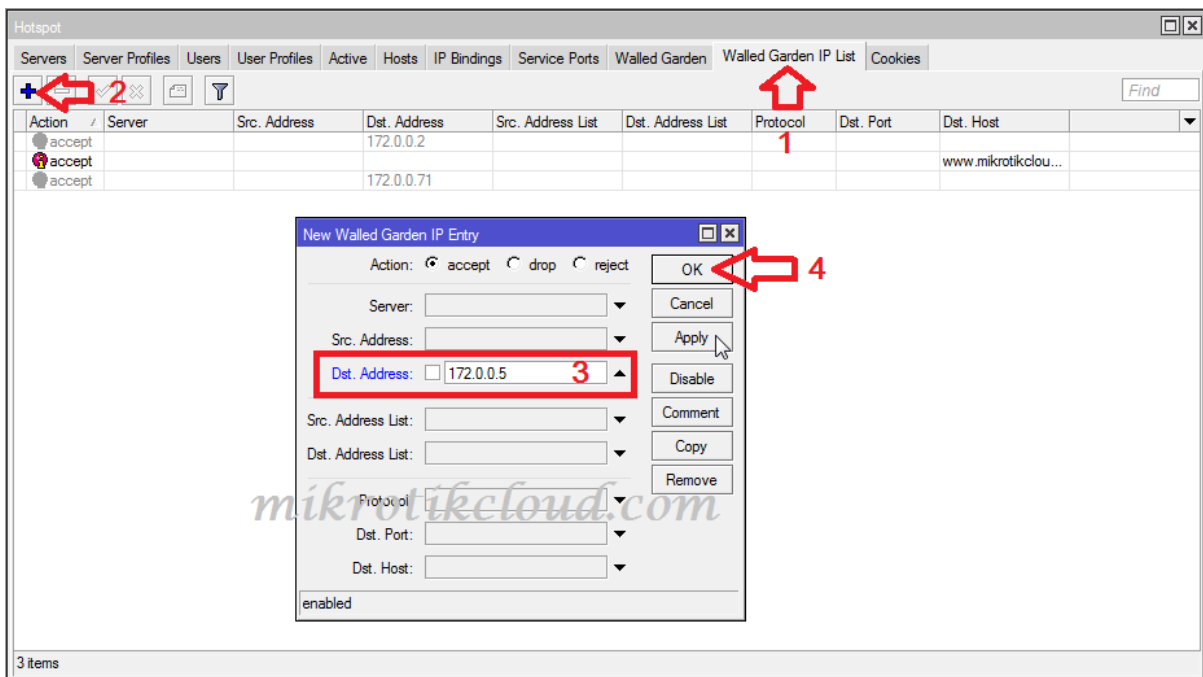 Hotspot
Servers Server Profiles Users User Profiles Active Hosts IP Bindings Service Ports Walled Garden Walled Garden IP List Cookies
2 Find
Action Server Src. Address Dst. Address Src. Address List Dst. Address List Protocol Dst. Port Dst. Host
accept 172.0.0.2 1
accept www.mikrotikclou...
accept 172.0.0.71
New Walled Garden IP Entry
Action: accept drop reject OK 4
Server: Cancel
Src. Address: Apply
Dst. Address: 172.0.0.5 3 Disable
Src. Address List: Comment
Dst. Address List: Copy
Remove
Protocol:
mikrotikcloud.com
Dst. Port:
Dst. Host:
enabled
3 items